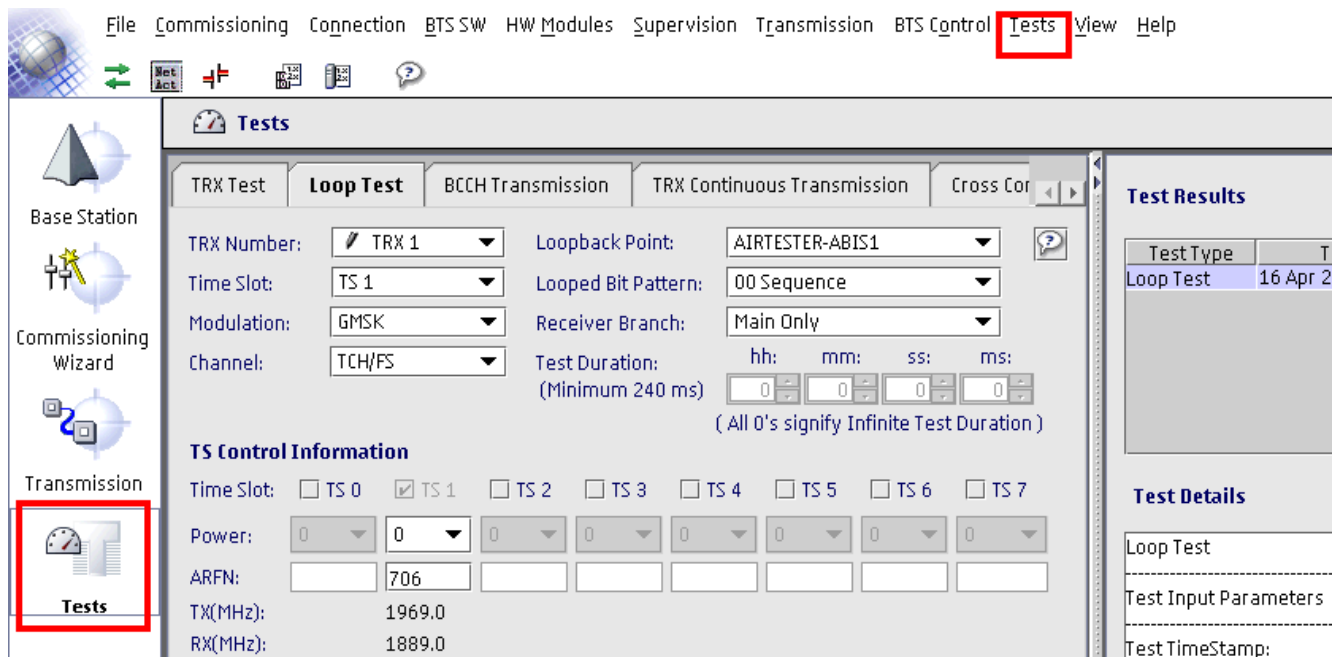 File Commissioning Connection BTS SW HW Modules Supervision Transmission BTS Control Tests View Help
Net
Act
Tests
Base Station
Commissioning
Wizard
Transmission
Tests
TRX Test Loop Test BCCH Transmission TRX Continuous Transmission Cross Cor
TRX Number: TRX 1 Loopback Point: AIRTESTER-ABIS1
Time Slot: TS 1 Looped Bit Pattern: 00 Sequence
Modulation: GMSK Receiver Branch: Main Only
Channel: TCH/FS Test Duration: hh: mm: ss: ms:
(Minimum 240 ms) 0 0 0 0
( All 0's signify Infinite Test Duration )
TS Control Information
Time Slot: TS 0 TS 1 TS 2 TS 3 TS 4 TS 5 TS 6 TS 7
Power: 0 0 0 0 0 0 0 0
ARFN: 706
TX(MHz): 1969.0
RX(MHz): 1889.0
Test Results
Test Type T
Loop Test 16 Apr 2
Test Details
Loop Test
Test Input Parameters
Test TimeStamp: